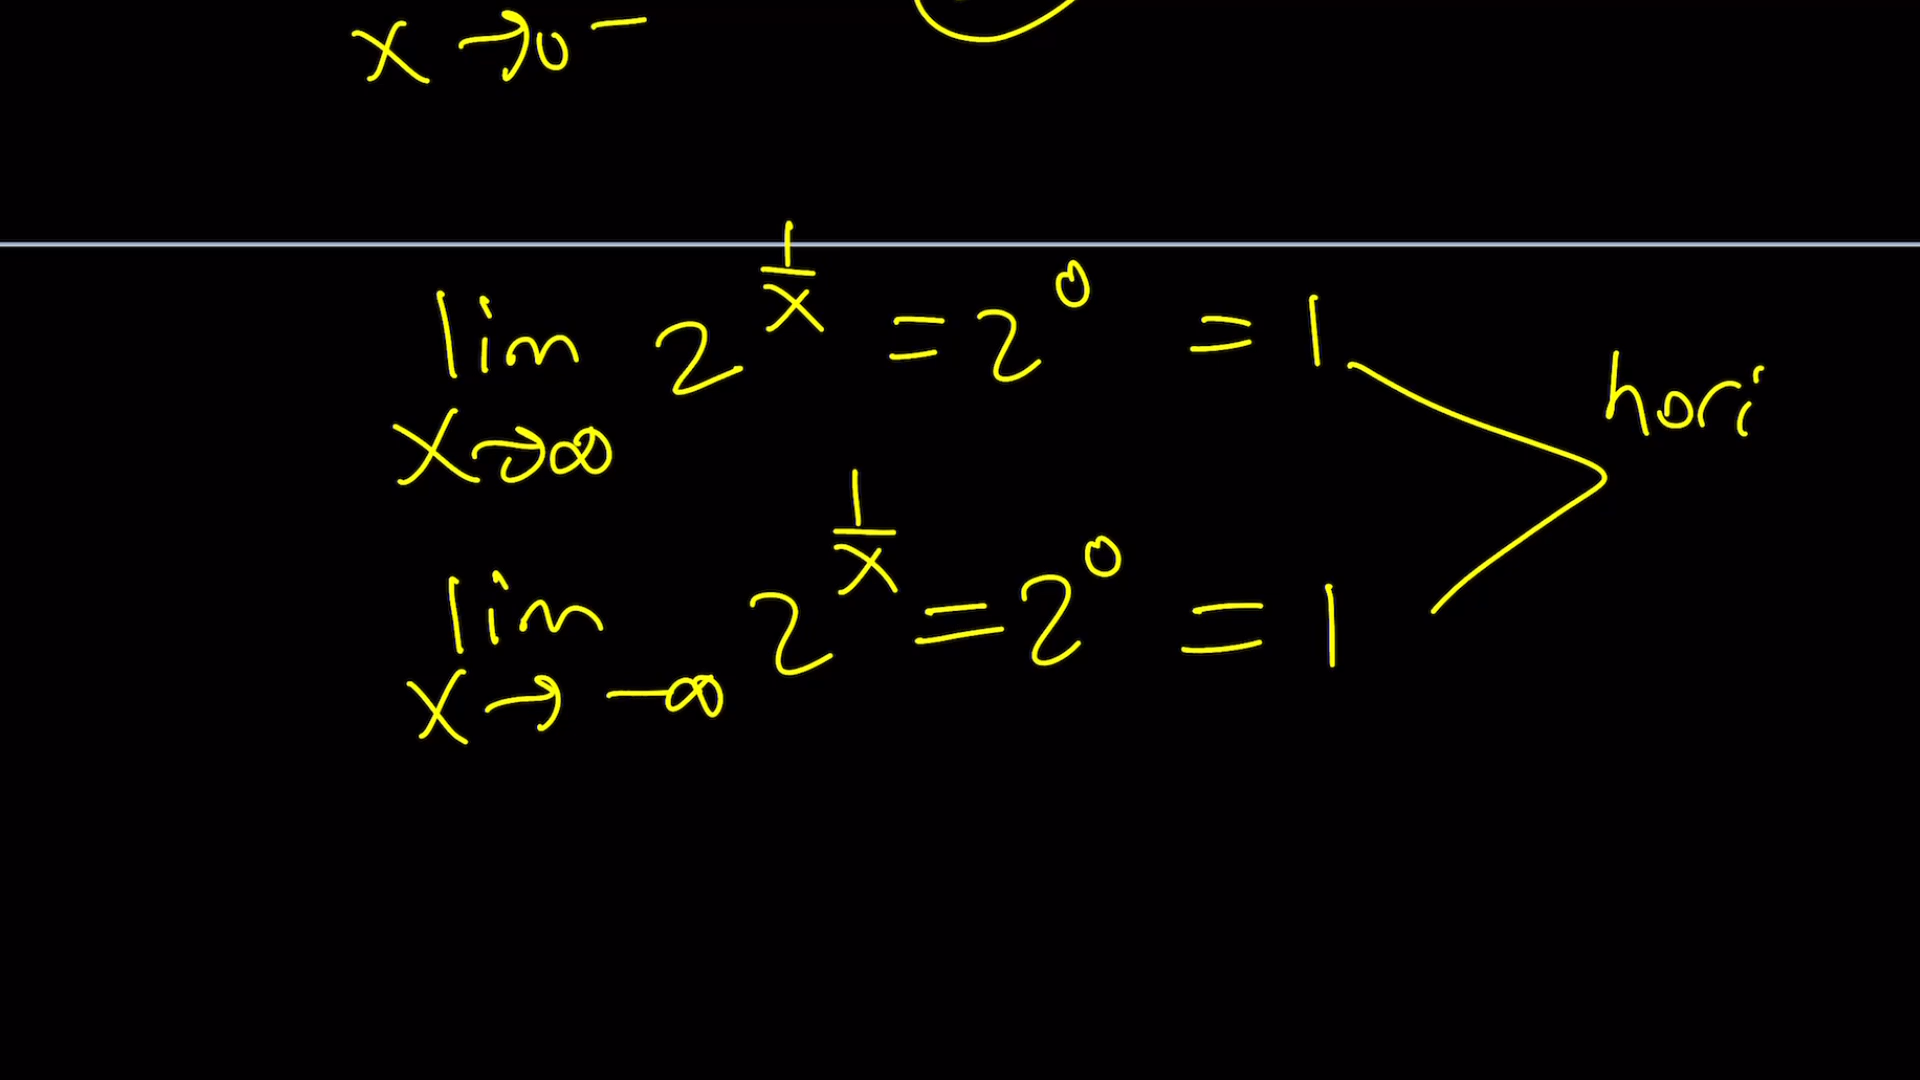 x→0−
lim 2^(1/x) = 2^0 = 1
x→∞
hori
lim 2^(1/x) = 2^0 = 1
x→−∞